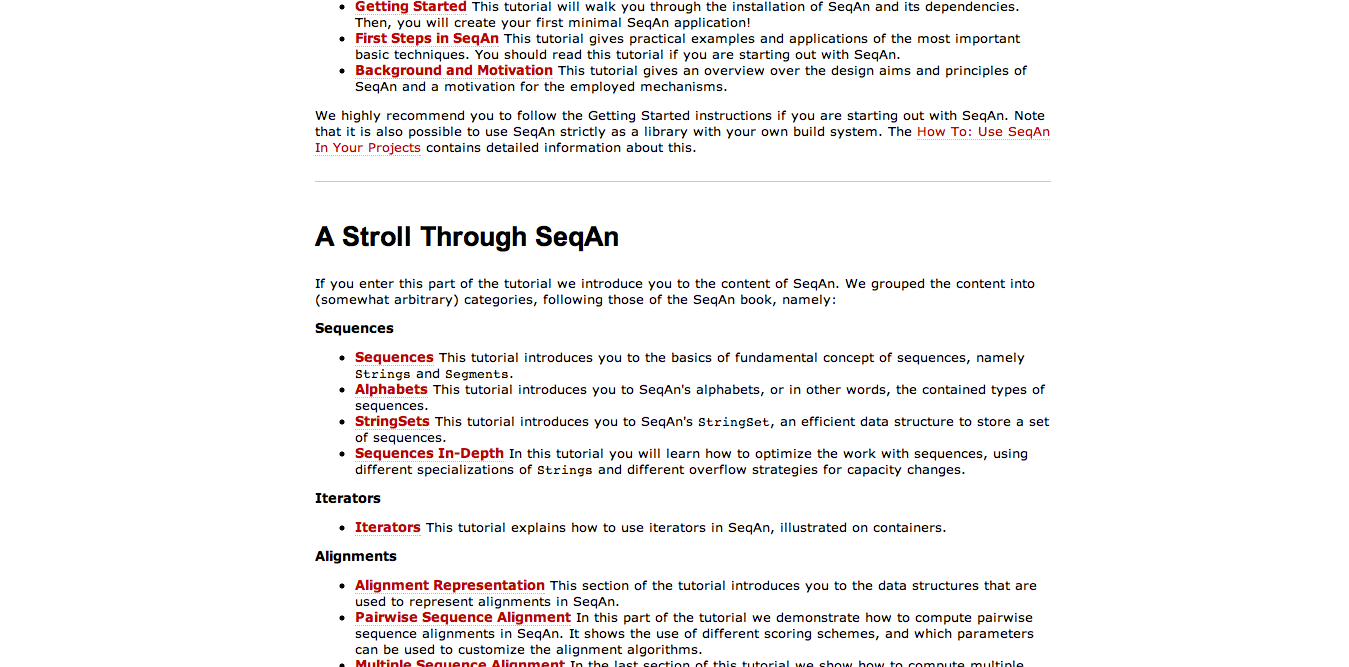 Getting Started This tutorial will walk you through the installation of SeqAn and its dependencies.
Then, you will create your first minimal SeqAn application!
First Steps in SeqAn This tutorial gives practical examples and applications of the most important
basic techniques. You should read this tutorial if you are starting out with SeqAn.
Background and Motivation This tutorial gives an overview over the design aims and principles of
SeqAn and a motivation for the employed mechanisms.
We highly recommend you to follow the Getting Started instructions if you are starting out with SeqAn. Note
that it is also possible to use SeqAn strictly as a library with your own build system. The How To: Use SeqAn
In Your Projects contains detailed information about this.
A Stroll Through SeqAn
If you enter this part of the tutorial we introduce you to the content of SeqAn. We grouped the content into
(somewhat arbitrary) categories, following those of the SeqAn book, namely:
Sequences
Sequences This tutorial introduces you to the basics of fundamental concept of sequences, namely
Strings and Segments.
Alphabets This tutorial introduces you to SeqAn's alphabets, or in other words, the contained types of
sequences.
StringSets This tutorial introduces you to SeqAn's StringSet, an efficient data structure to store a set
of sequences.
Sequences In-Depth In this tutorial you will learn how to optimize the work with sequences, using
different specializations of Strings and different overflow strategies for capacity changes.
Iterators
Iterators This tutorial explains how to use iterators in SeqAn, illustrated on containers.
Alignments
Alignment Representation This section of the tutorial introduces you to the data structures that are
used to represent alignments in SeqAn.
Pairwise Sequence Alignment In this part of the tutorial we demonstrate how to compute pairwise
sequence alignments in SeqAn. It shows the use of different scoring schemes, and which parameters
can be used to customize the alignment algorithms.
Multiple Sequence Alignment In the last section of this tutorial we show how to compute multiple